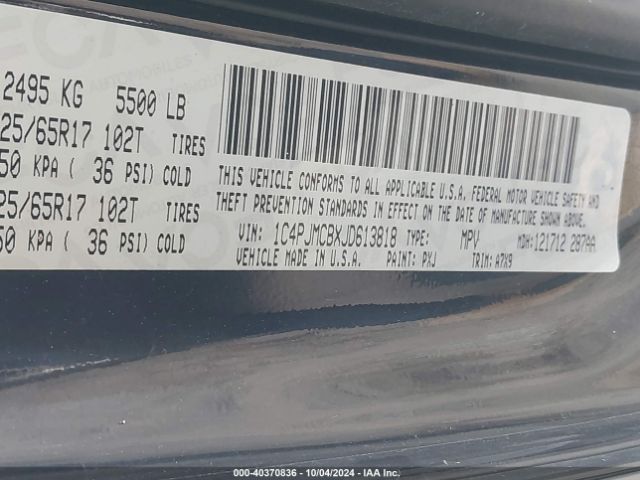 2495 KG 5500 LB
25/65R17 102T TIRES
50 KPA ( 36 PSI) COLD
25/65R17 102T TIRES
50 KPA ( 36 PSI) COLD
THIS VEHICLE CONFORMS TO ALL APPLICABLE U.S.A. FEDERAL MOTOR VEHICLE SAFETY AND
THEFT PREVENTION STANDARDS IN EFFECT ON THE DATE OF MANUFACTURE SHOWN ABOVE.
VIN: 1C4PJMCBXJD613818 TYPE: MPV MDH:121712 287AA
VEHICLE MADE IN U.S.A. PAINT: PXJ TRIM: A7X9
000-40370836 - 10/04/2024 - IAA Inc.